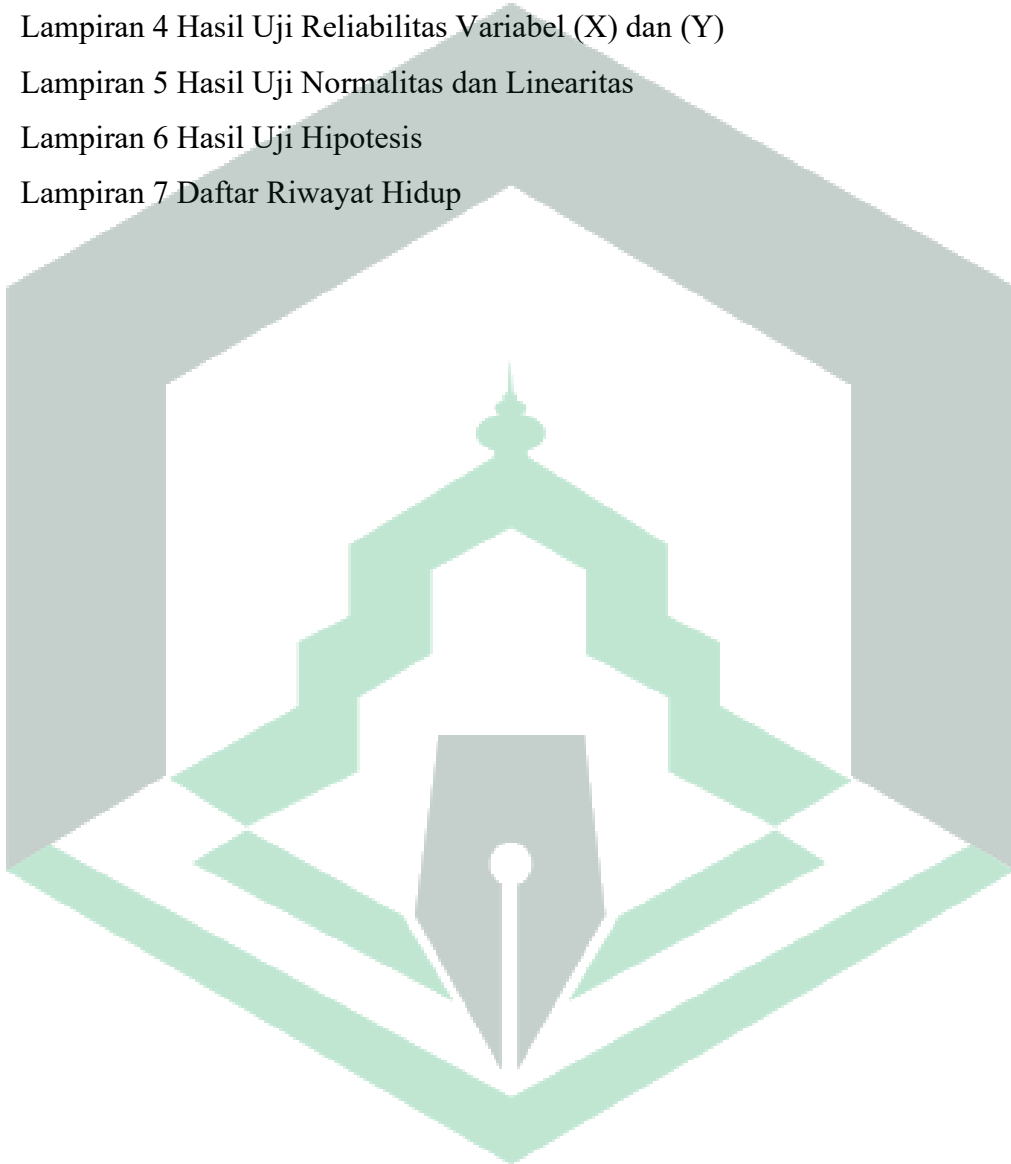 Lampiran 4 Hasil Uji Reliabilitas Variabel (X) dan (Y)
Lampiran 5 Hasil Uji Normalitas dan Linearitas
Lampiran 6 Hasil Uji Hipotesis
Lampiran 7 Daftar Riwayat Hidup